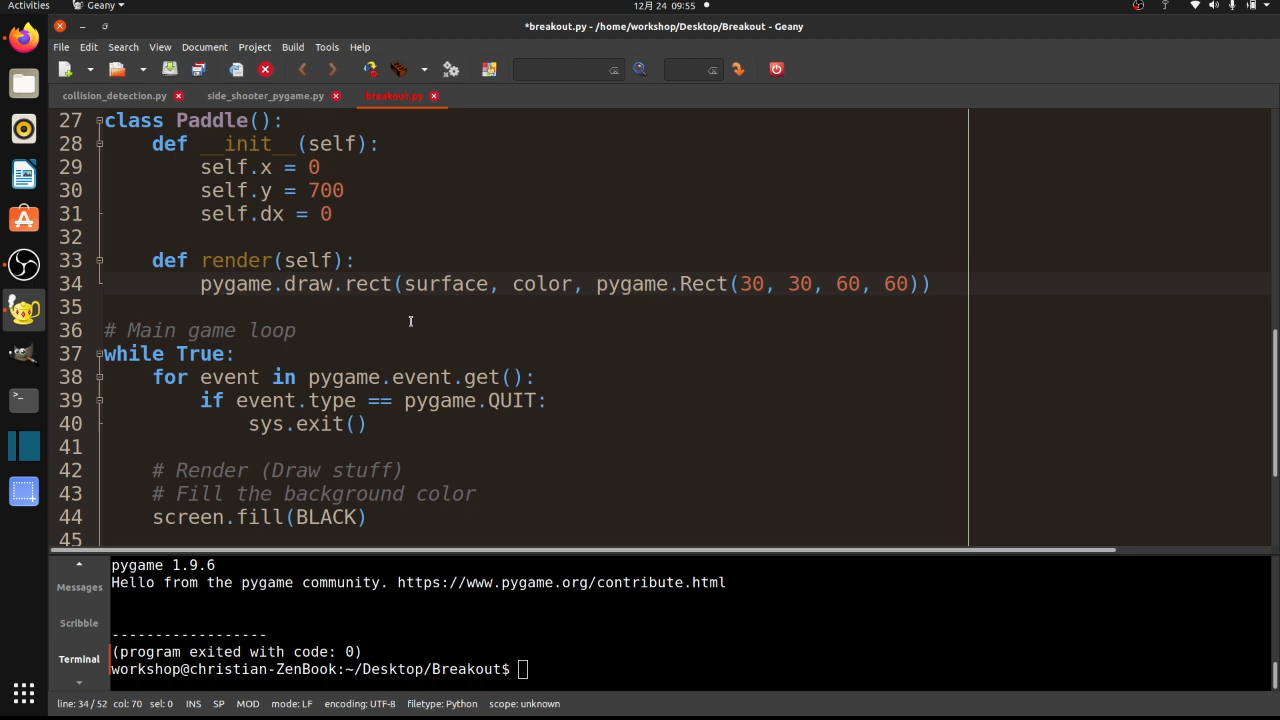 Activities
Geany
12月 24 09:55
*breakout.py - /home/workshop/Desktop/Breakout - Geany
File Edit Search View Document Project Build Tools Help
collision_detection.py side_shooter_pygame.py breakout.py
27 class Paddle():
28 def __init__(self):
29 self.x = 0
30 self.y = 700
31 self.dx = 0
32
33 def render(self):
34 pygame.draw.rect(surface, color, pygame.Rect(30, 30, 60, 60))
35
36 # Main game loop
37 while True:
38 for event in pygame.event.get():
39 if event.type == pygame.QUIT:
40 sys.exit()
41
42 # Render (Draw stuff)
43 # Fill the background color
44 screen.fill(BLACK)
45
Messages
Scribble
Terminal
pygame 1.9.6
Hello from the pygame community. https://www.pygame.org/contribute.html
------------------
(program exited with code: 0)
workshop@christian-ZenBook:~/Desktop/Breakout$
line: 34 / 52 col: 70 sel: 0 INS SP MOD mode: LF encoding: UTF-8 filetype: Python scope: unknown